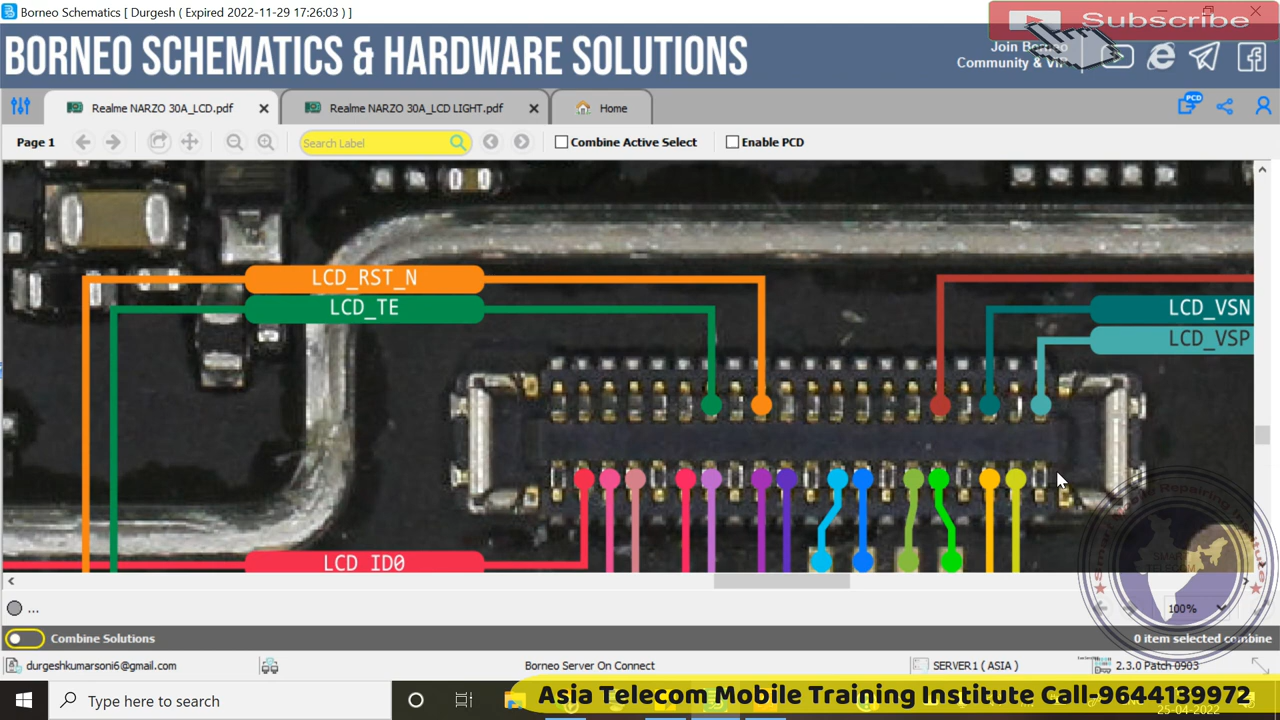 Borneo Schematics [ Durgesh ( Expired 2022-11-29 17:26:03 ) ]
Subscribe
BORNEO SCHEMATICS & HARDWARE SOLUTIONS
Join Borneo
Community & VIP
Realme NARZO 30A_LCD.pdf
Realme NARZO 30A_LCD LIGHT.pdf
Home
PCD
Page 1
Search Label
Combine Active Select
Enable PCD
LCD_RST_N
LCD_TE
LCD_VSN
LCD_VSP
LCD ID0
...
100%
Combine Solutions
0 item selected combine
durgeshkumarsoni6@gmail.com
Borneo Server On Connect
SERVER1 ( ASIA )
2.3.0 Patch 0903
Type here to search
Asia Telecom Mobile Training Institute Call-9644139972
25-04-2022